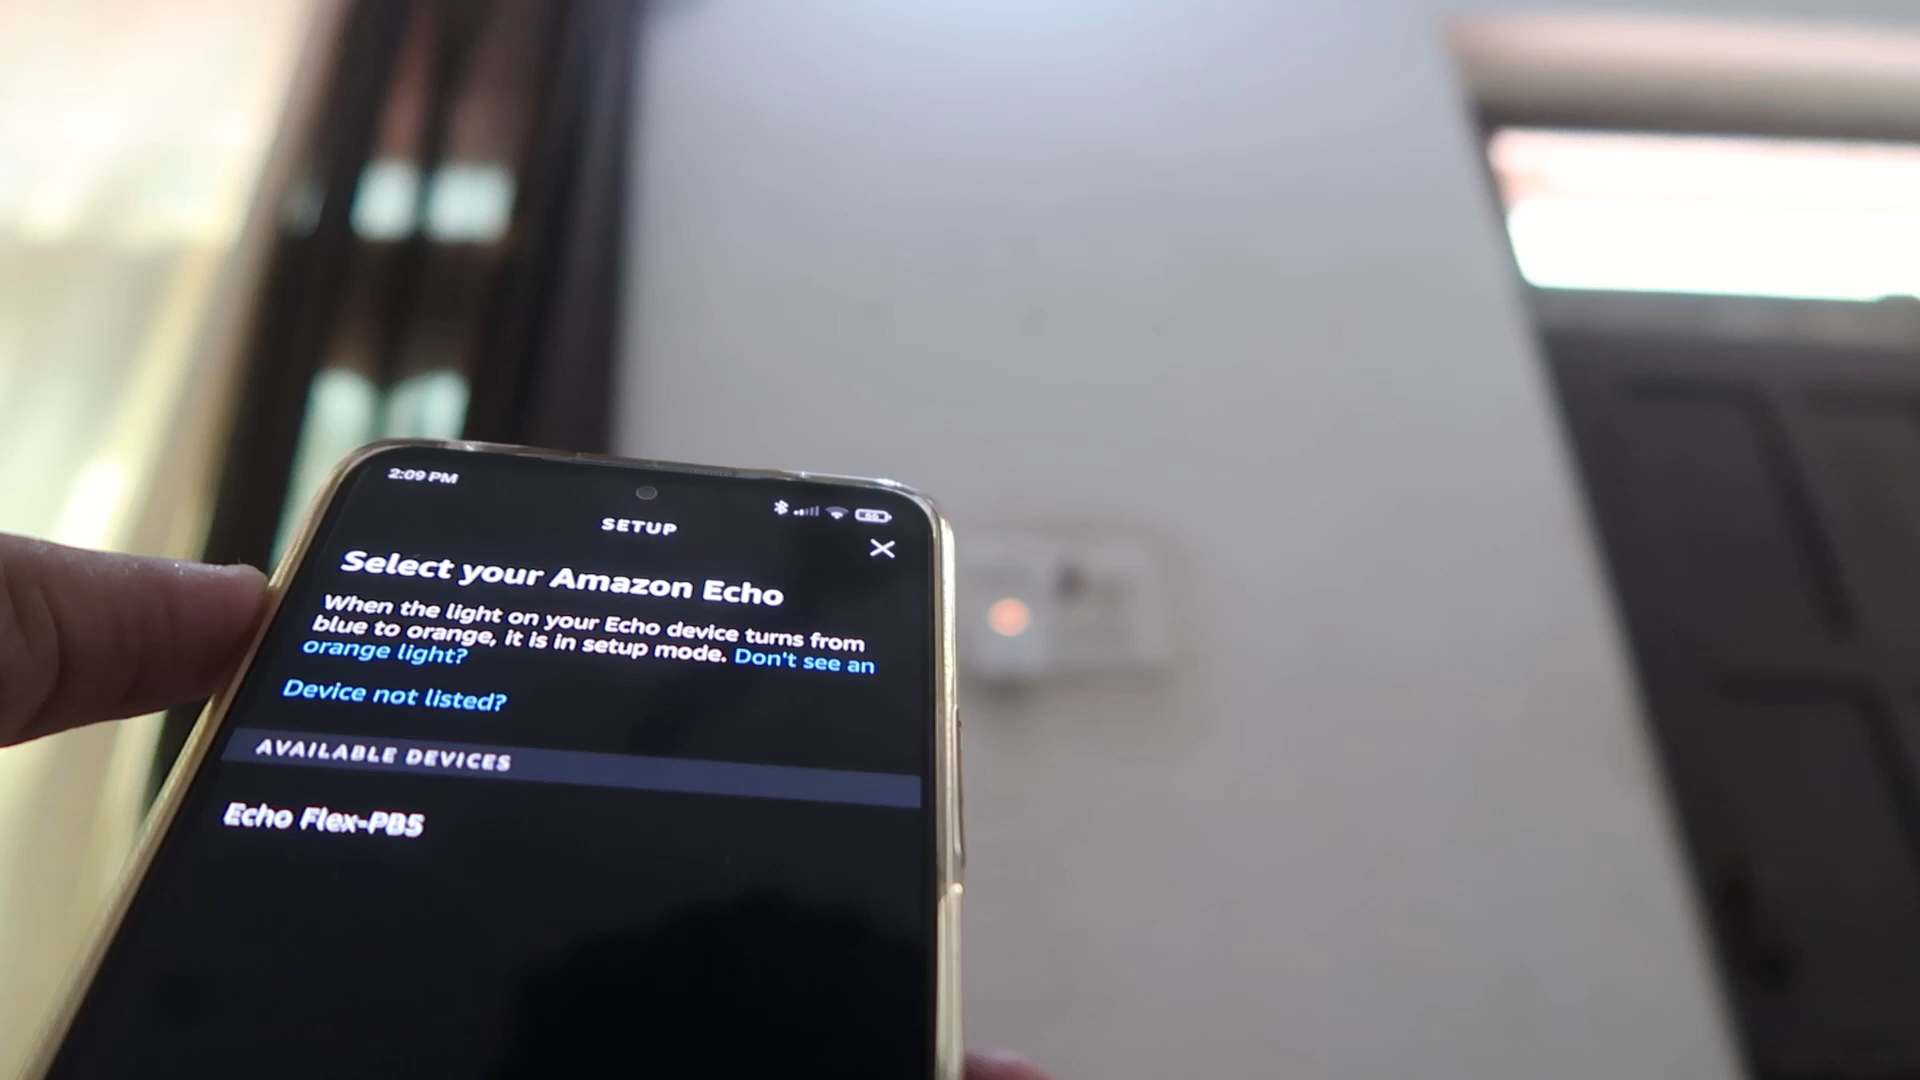 2:09 PM
SETUP
Select your Amazon Echo
When the light on your Echo device turns from
blue to orange, it is in setup mode. Don't see an
orange light?
Device not listed?
AVAILABLE DEVICES
Echo Flex-PB5